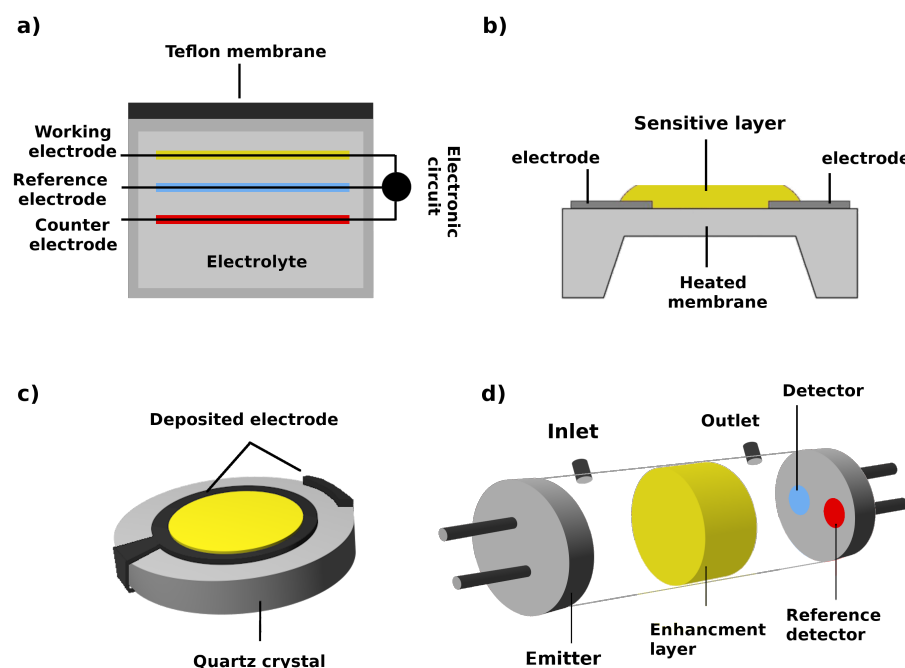 a)
Teflon membrane
Working
electrode
Reference
electrode
Counter
electrode
Electrolyte
Electronic
circuit
b)
Sensitive layer
electrode
electrode
Heated
membrane
c)
Deposited electrode
Quartz crystal
d)
Detector
Outlet
Inlet
Emitter
Enhancment
layer
Reference
detector